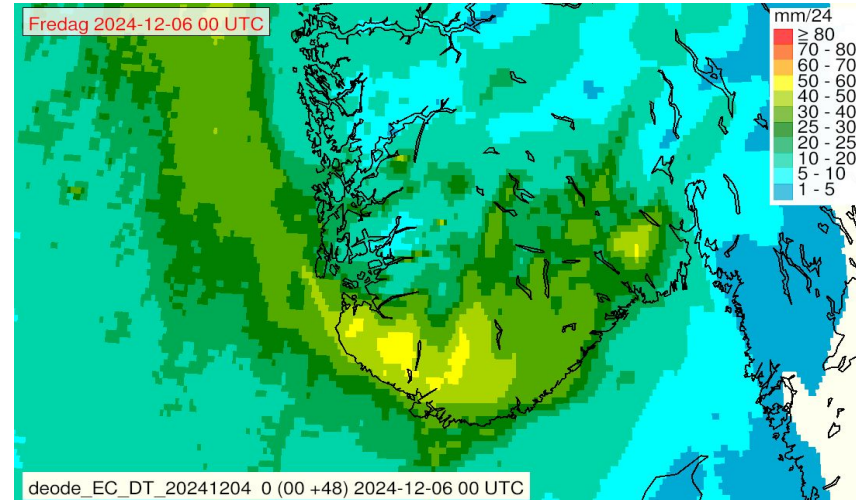 Fredag 2024-12-06 00 UTC
mm/24
≥ 80
70 - 80
60 - 70
50 - 60
40 - 50
30 - 40
25 - 30
20 - 25
10 - 20
5 - 10
1 - 5
deode_EC_DT_20241204 0 (00 +48) 2024-12-06 00 UTC